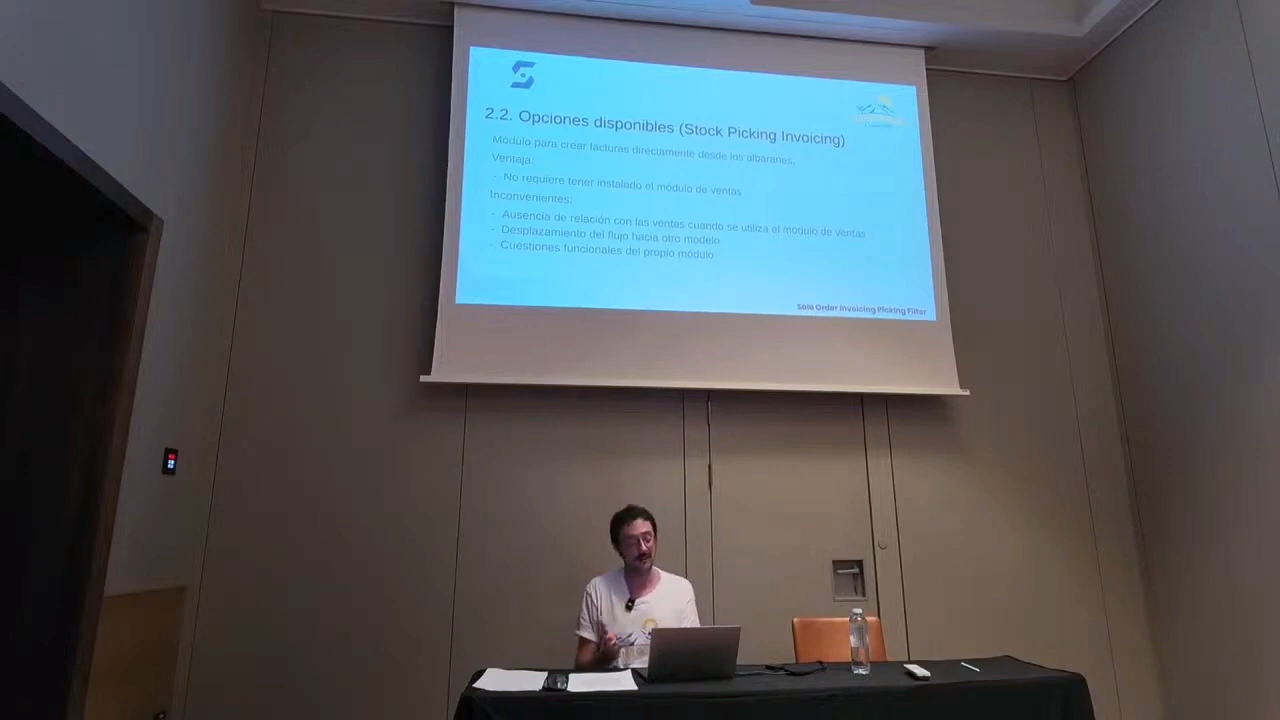 2.2. Opciones disponibles (Stock Picking Invoicing)
Módulo para crear facturas directamente desde los albaranes.
Ventaja:
- No requiere tener instalado el módulo de ventas
Inconvenientes:
- Ausencia de relación con las ventas cuando se utiliza el módulo de ventas
- Desplazamiento del flujo hacia otro modelo
- Cuestiones funcionales del propio módulo
Sale Order Invoicing Picking Filter